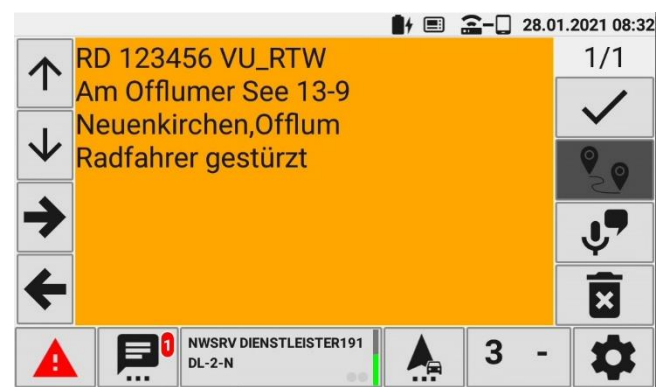 28.01.2021 08:32
RD 123456 VU_RTW
1/1
Am Offlumer See 13-9
Neuenkirchen,Offlum
Radfahrer gestürzt
1
NWSRV DIENSTLEISTER191
DL-2-N
3 -